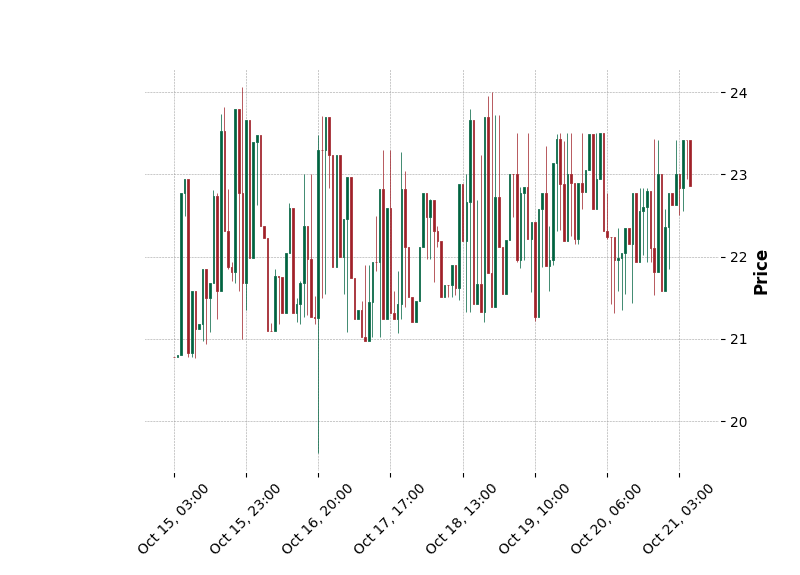 24
23
22
21
20
Price
Oct 15, 03:00
Oct 15, 23:00
Oct 16, 20:00
Oct 17, 17:00
Oct 18, 13:00
Oct 19, 10:00
Oct 20, 06:00
Oct 21, 03:00